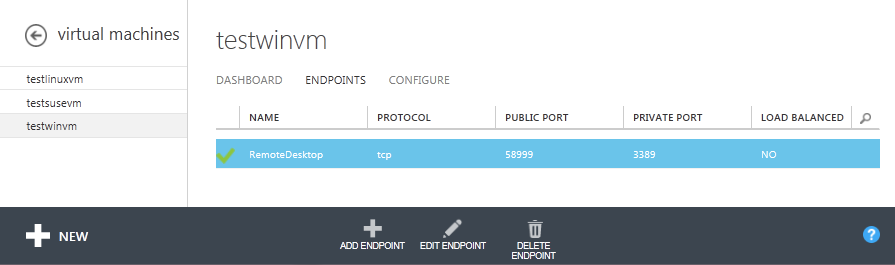 virtual machines
testlinuxvm
testsusevm
testwinvm
testwinvm
DASHBOARD ENDPOINTS CONFIGURE
NAME PROTOCOL PUBLIC PORT PRIVATE PORT LOAD BALANCED
RemoteDesktop tcp 58999 3389 NO
NEW
ADD ENDPOINT EDIT ENDPOINT DELETE
ENDPOINT
?